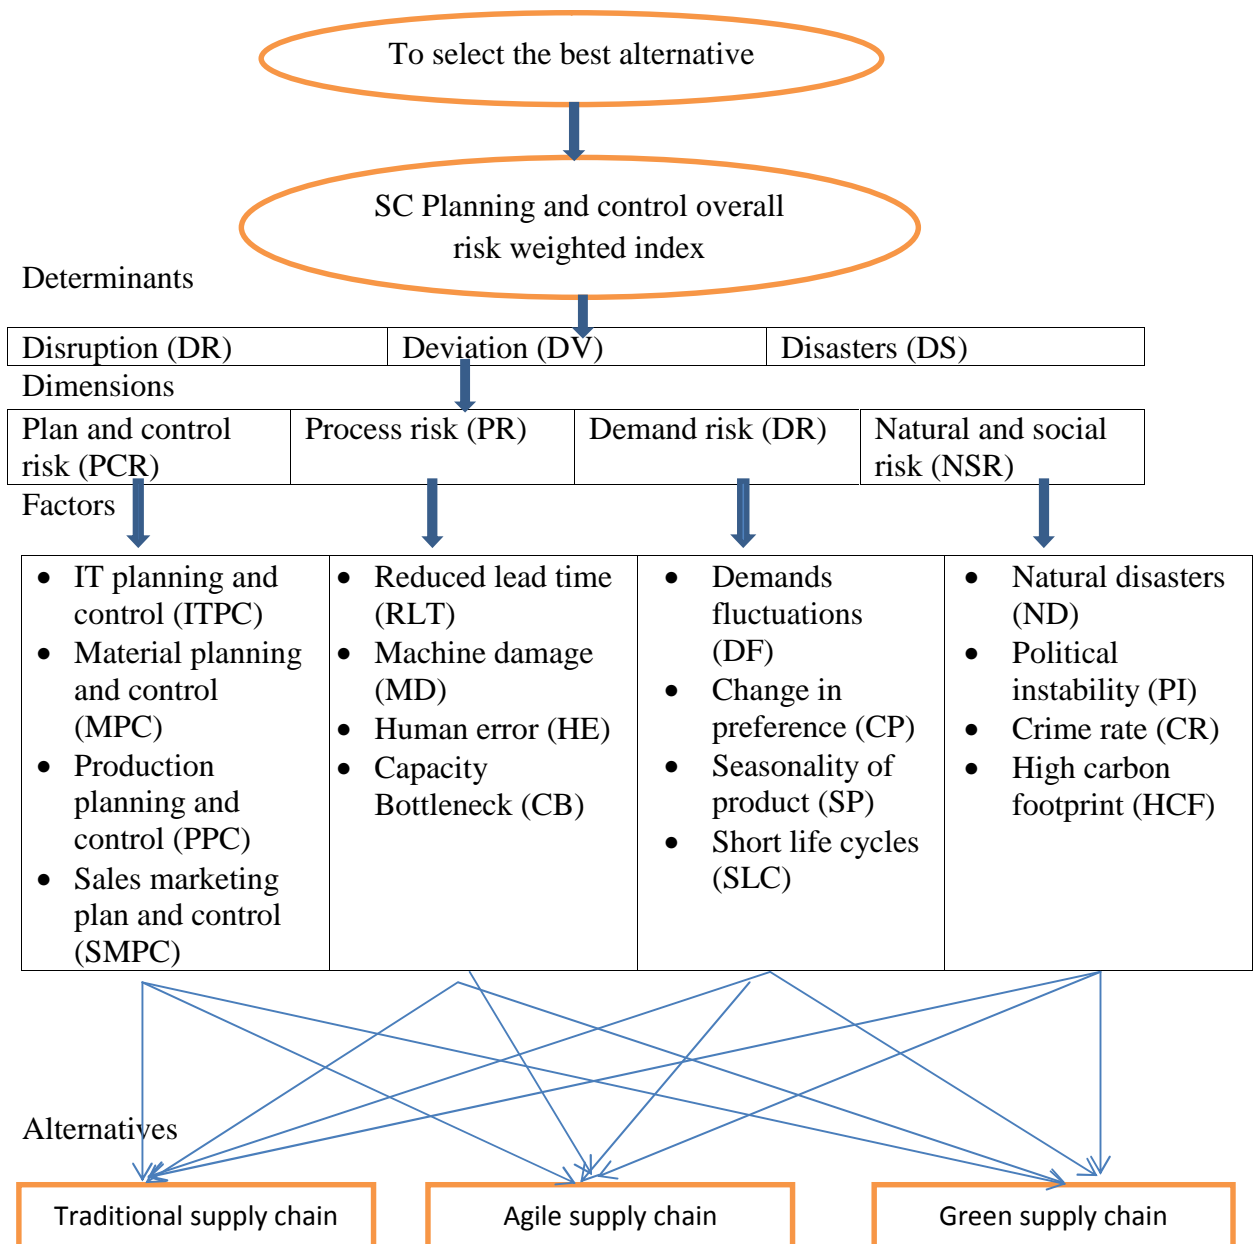 To select the best alternative
SC Planning and control overall
risk weighted index
Determinants
Disruption (DR)
Deviation (DV)
Disasters (DS)
Dimensions
Plan and control
risk (PCR)
Process risk (PR)
Demand risk (DR)
Natural and social
risk (NSR)
Factors
• IT planning and
control (ITPC)
• Material planning
and control
(MPC)
• Production
planning and
control (PPC)
• Sales marketing
plan and control
(SMPC)
• Reduced lead time
(RLT)
• Machine damage
(MD)
• Human error (HE)
• Capacity
Bottleneck (CB)
• Demands
fluctuations
(DF)
• Change in
preference (CP)
• Seasonality of
product (SP)
• Short life cycles
(SLC)
• Natural disasters
(ND)
• Political
instability (PI)
• Crime rate (CR)
• High carbon
footprint (HCF)
Alternatives
Traditional supply chain
Agile supply chain
Green supply chain